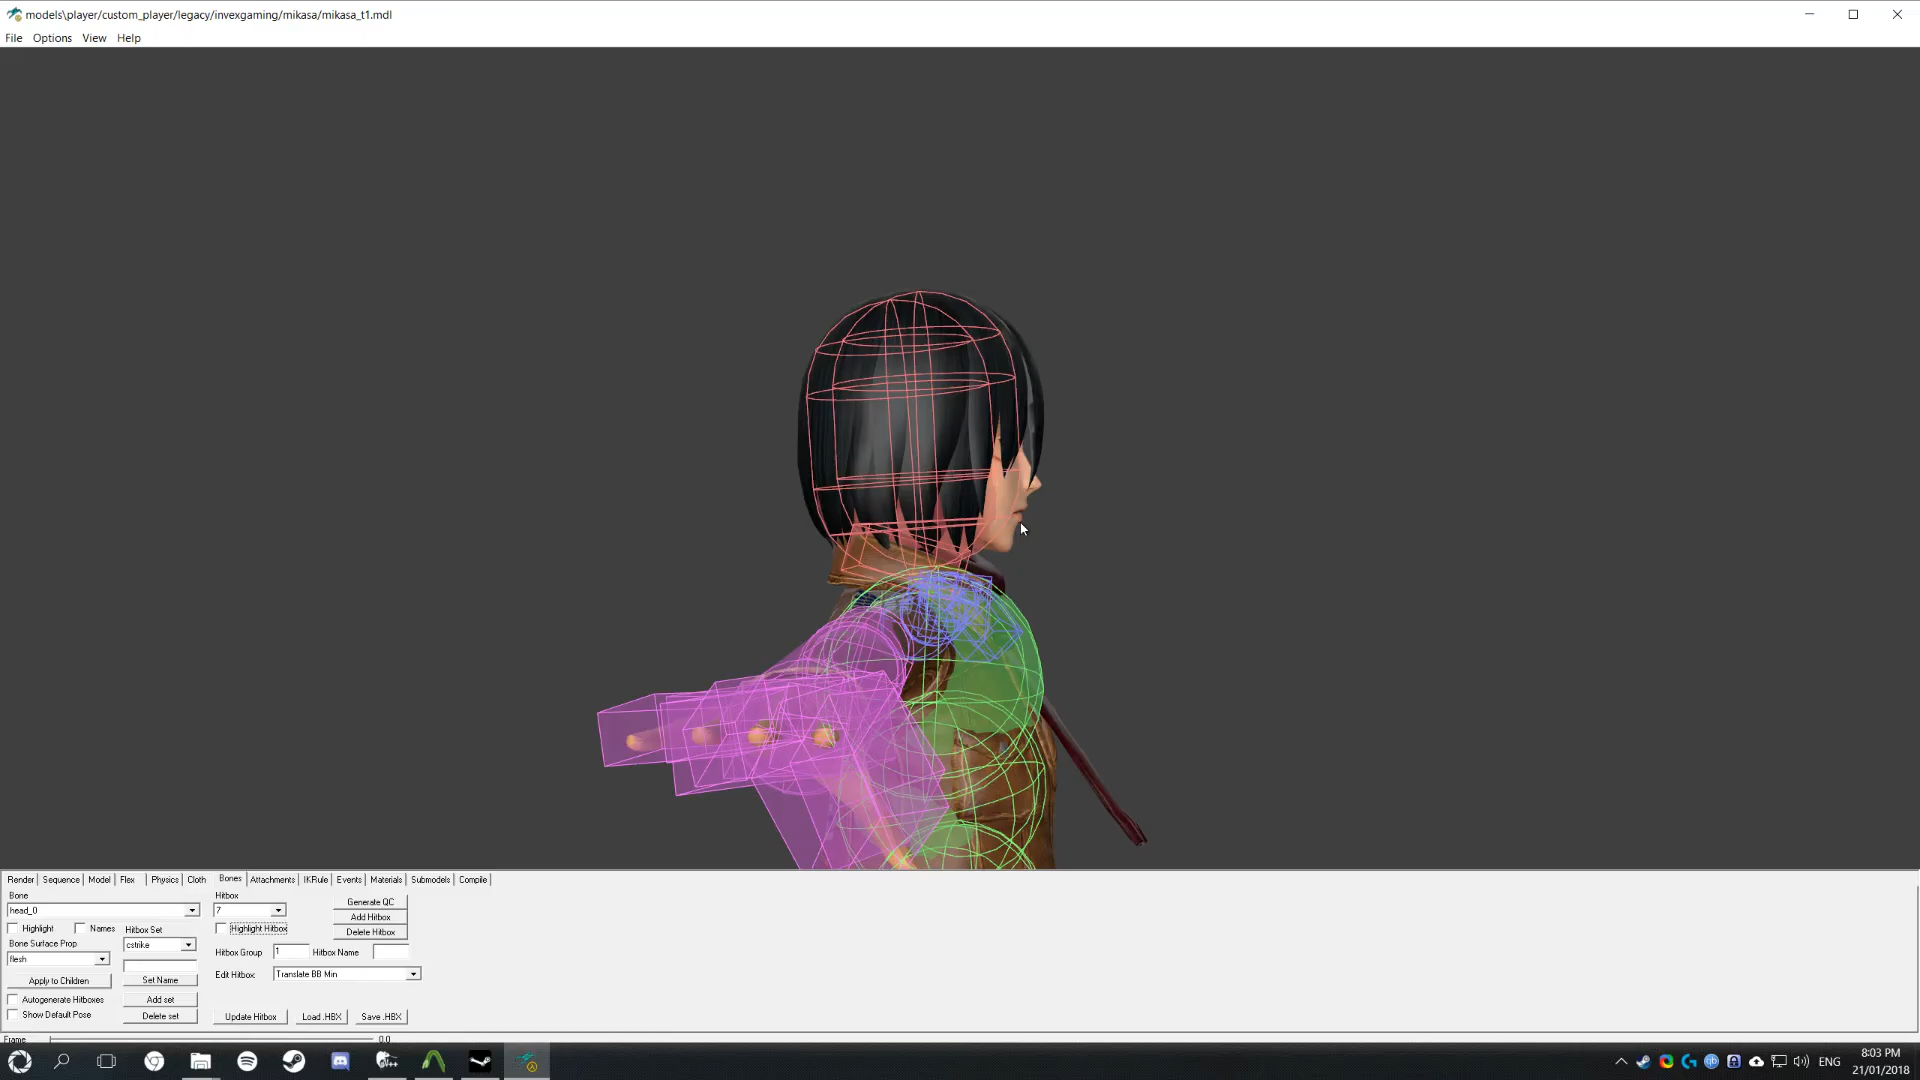 models\player/custom_player/legacy/invexgaming/mikasa/mikasa_t1.mdl
File Options View Help
Render Sequence Model Flex Physics Cloth Bones Attachments IKRule Events Materials Submodels Compile
Bone
head_0
Highlight Names
Bone Surface Prop
flesh
Apply to Children
Autogenerate Hitboxes
Show Default Pose
Hitbox Set
cstrike
Set Name
Add set
Delete set
Hitbox
7
Highlight Hitbox
Generate QC
Add Hitbox
Delete Hitbox
Hitbox Group 1 Hitbox Name
Edit Hitbox: Translate BB Min
Update Hitbox Load .HBX Save .HBX
Frame 0.0
ENG
8:03 PM
21/01/2018